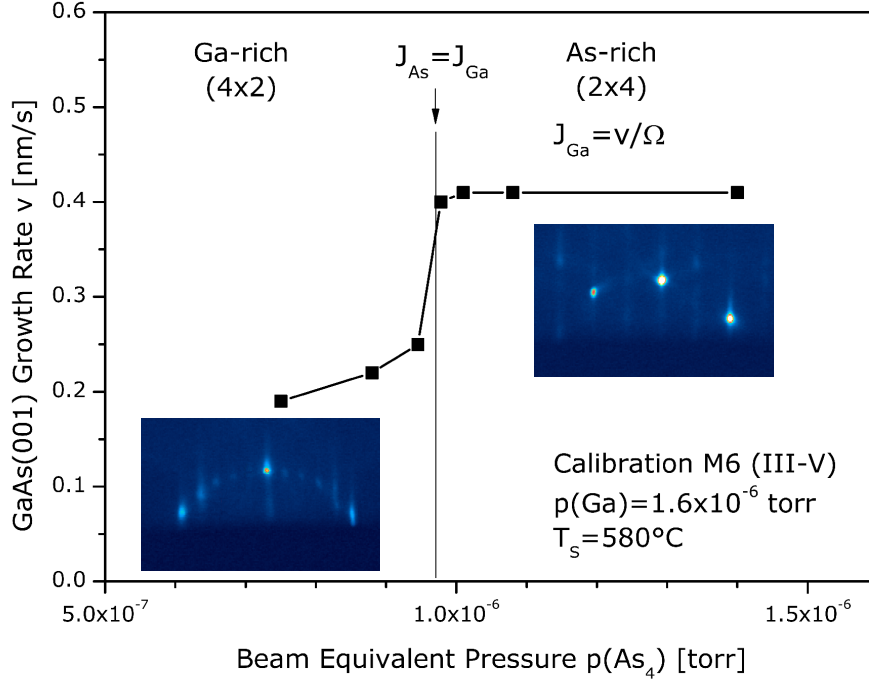 0.6
0.5
0.4
0.3
0.2
0.1
0.0
GaAs(001) Growth Rate v [nm/s]
Ga-rich
(4x2)
J_As=J_Ga
As-rich
(2x4)
J_Ga=v/Ω
Calibration M6 (III-V)
p(Ga)=1.6x10^-6 torr
T_S=580°C
5.0x10^-7
1.0x10^-6
1.5x10^-6
Beam Equivalent Pressure p(As_4) [torr]